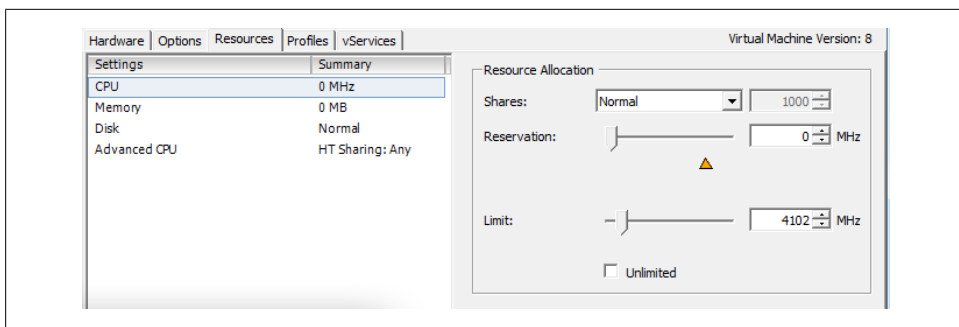 Hardware Options Resources Profiles vServices Virtual Machine Version: 8
Settings Summary
CPU 0 MHz
Memory 0 MB
Disk Normal
Advanced CPU HT Sharing: Any
Resource Allocation
Shares: Normal 1000
Reservation: 0 MHz
Limit: 4102 MHz
Unlimited